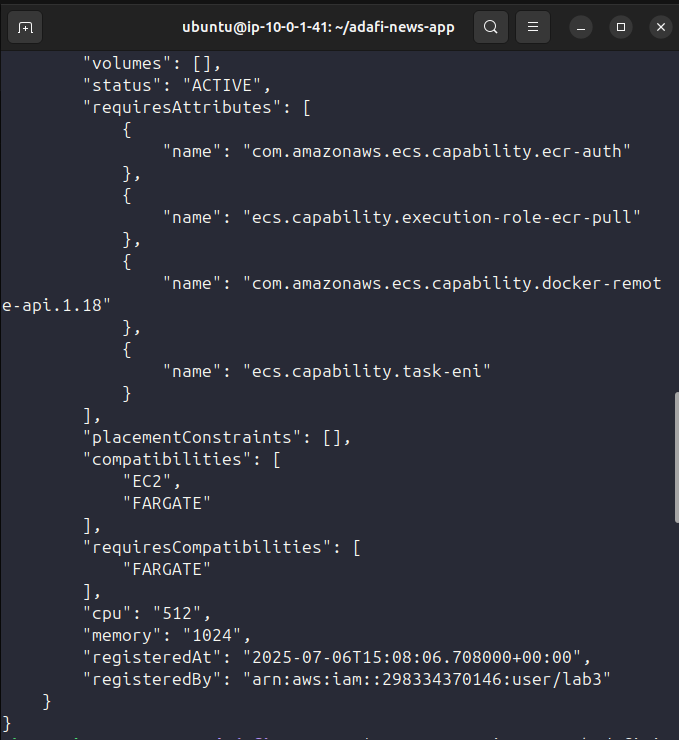 ubuntu@ip-10-0-1-41: ~/adafi-news-app
"volumes": [],
"status": "ACTIVE",
"requiresAttributes": [
{
"name": "com.amazonaws.ecs.capability.ecr-auth"
},
{
"name": "ecs.capability.execution-role-ecr-pull"
},
{
"name": "com.amazonaws.ecs.capability.docker-remot
e-api.1.18"
},
{
"name": "ecs.capability.task-eni"
}
],
"placementConstraints": [],
"compatibilities": [
"EC2",
"FARGATE"
],
"requiresCompatibilities": [
"FARGATE"
],
"cpu": "512",
"memory": "1024",
"registeredAt": "2025-07-06T15:08:06.708000+00:00",
"registeredBy": "arn:aws:iam::298334370146:user/lab3"
}
}